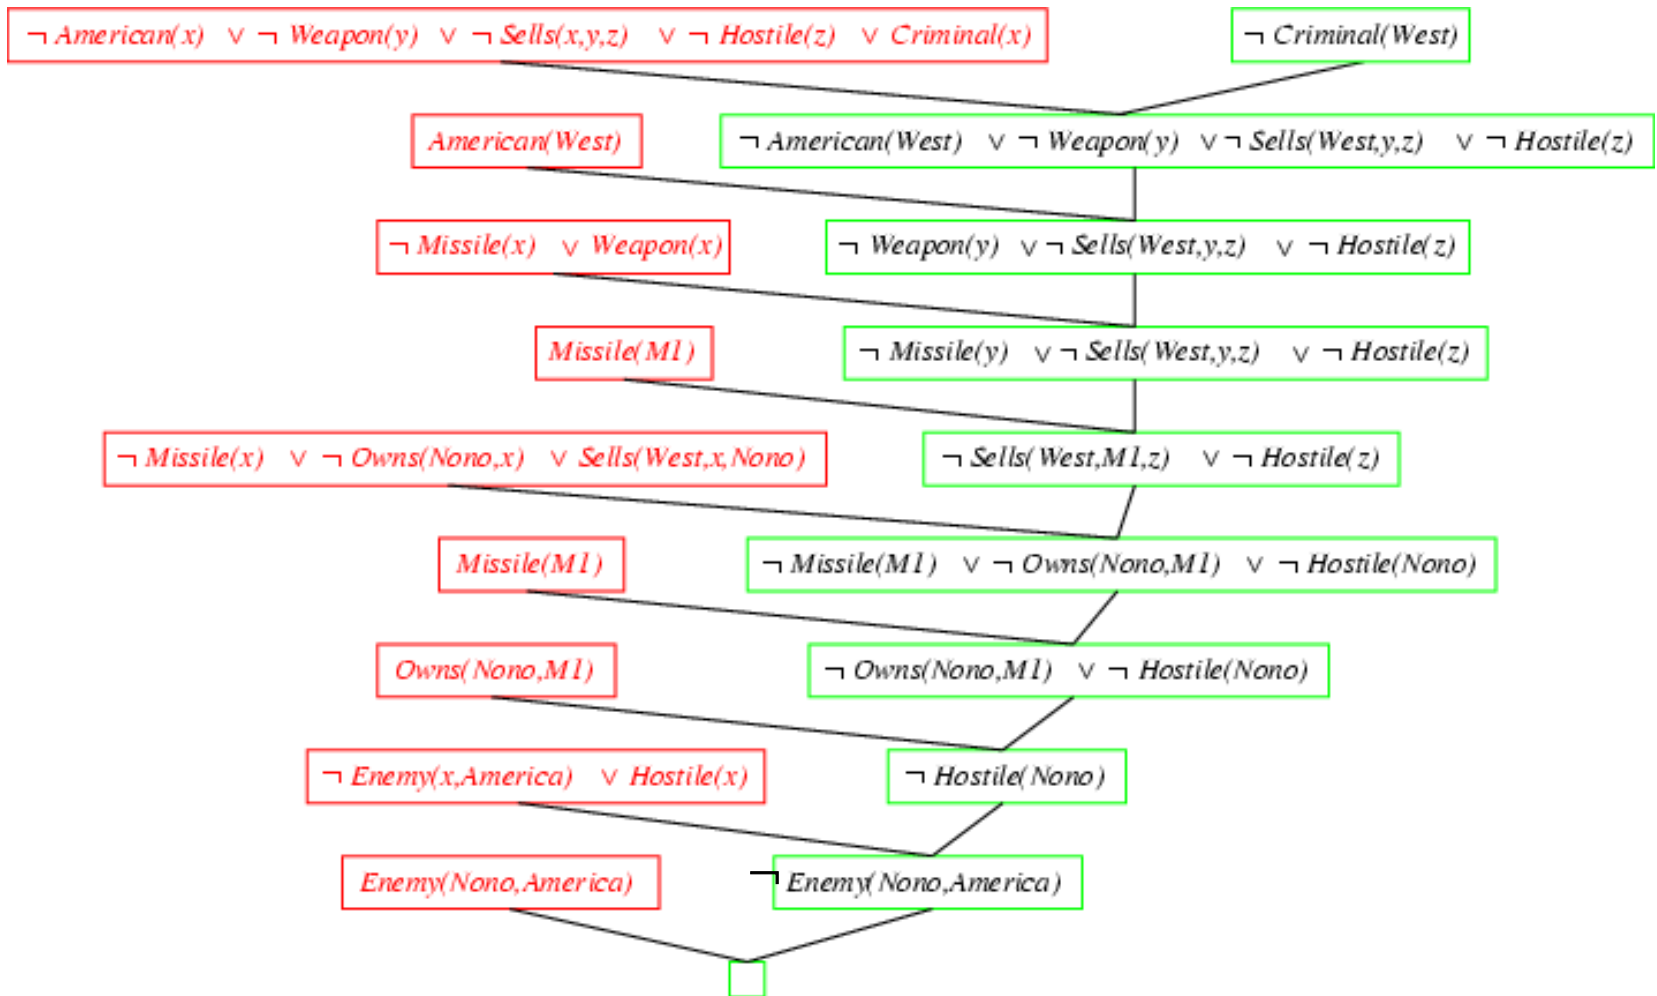 ¬ American(x) ∨ ¬ Weapon(y) ∨ ¬ Sells(x,y,z) ∨ ¬ Hostile(z) ∨ Criminal(x) ¬ Criminal(West)
American(West) ¬ American(West) ∨ ¬ Weapon(y) ∨ ¬ Sells(West,y,z) ∨ ¬ Hostile(z)
¬ Missile(x) ∨ Weapon(x) ¬ Weapon(y) ∨ ¬ Sells(West,y,z) ∨ ¬ Hostile(z)
Missile(M1) ¬ Missile(y) ∨ ¬ Sells(West,y,z) ∨ ¬ Hostile(z)
¬ Missile(x) ∨ ¬ Owns(Nono,x) ∨ Sells(West,x,Nono) ¬ Sells(West,M1,z) ∨ ¬ Hostile(z)
Missile(M1) ¬ Missile(M1) ∨ ¬ Owns(Nono,M1) ∨ ¬ Hostile(Nono)
Owns(Nono,M1) ¬ Owns(Nono,M1) ∨ ¬ Hostile(Nono)
¬ Enemy(x,America) ∨ Hostile(x) ¬ Hostile(Nono)
Enemy(Nono,America) ¬ Enemy(Nono,America)